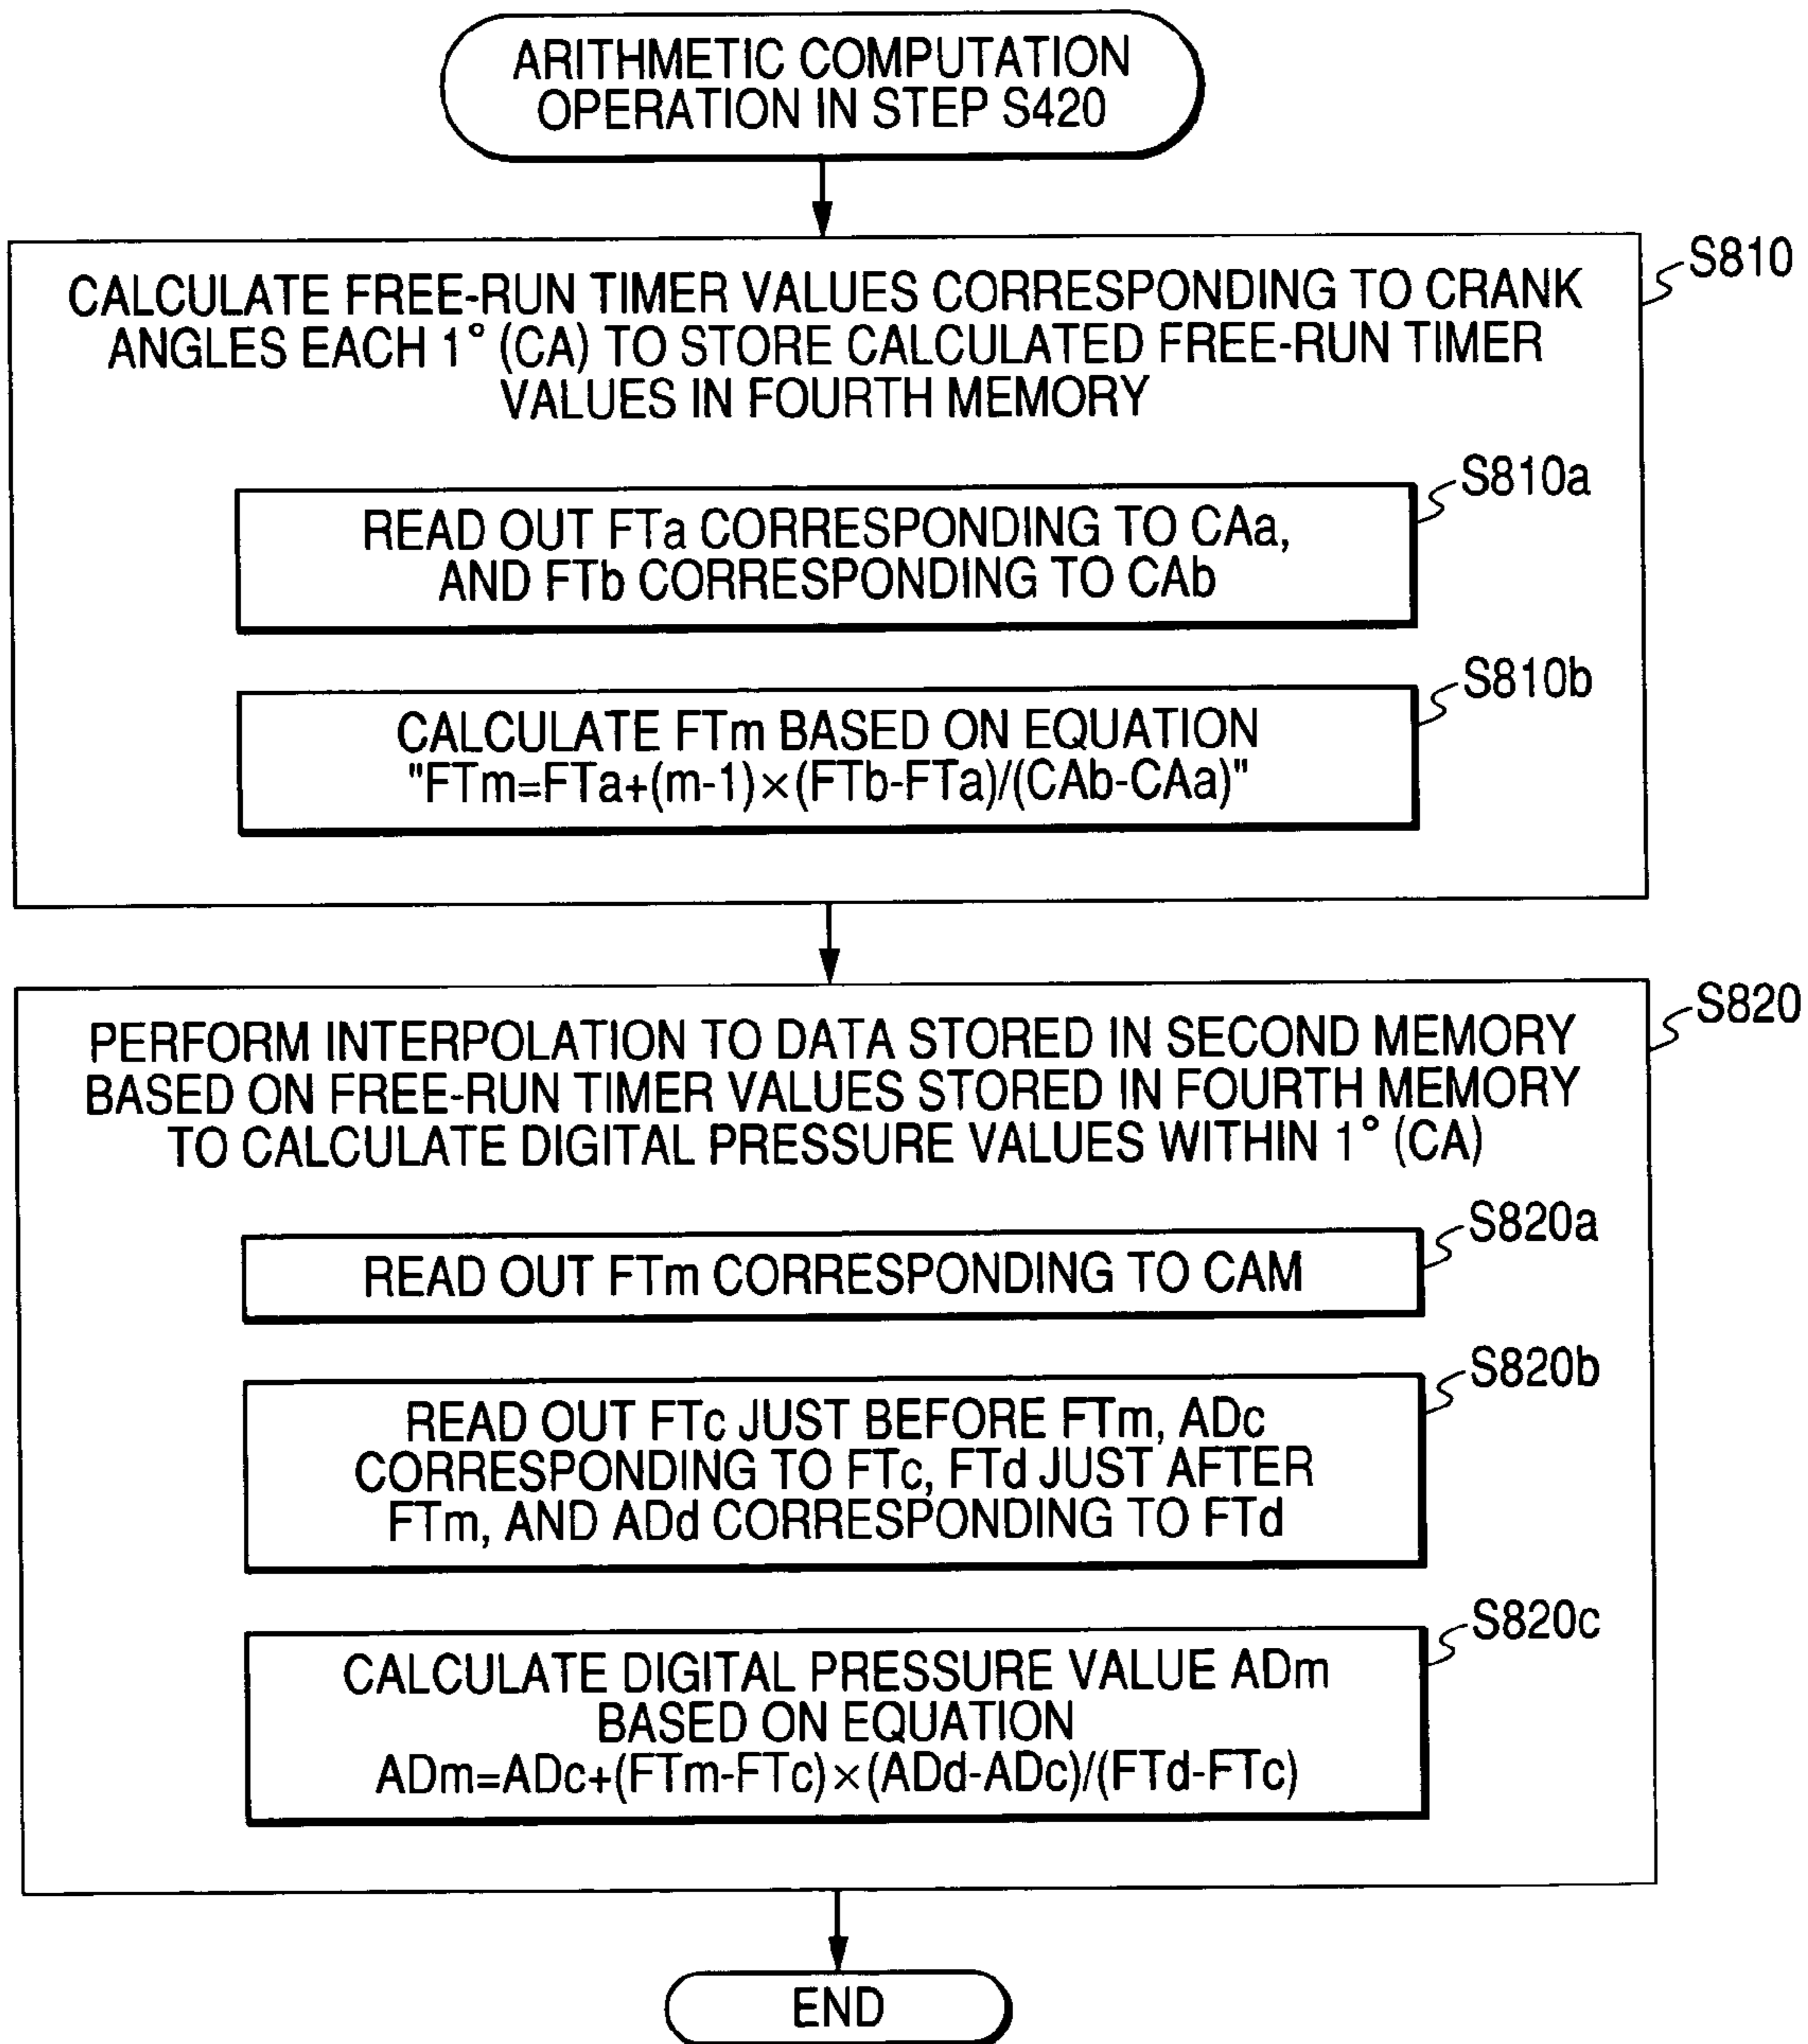 ARITHMETIC COMPUTATION
OPERATION IN STEP S420
S810
CALCULATE FREE-RUN TIMER VALUES CORRESPONDING TO CRANK
ANGLES EACH 1° (CA) TO STORE CALCULATED FREE-RUN TIMER
VALUES IN FOURTH MEMORY
S810a
READ OUT FTa CORRESPONDING TO CAa,
AND FTb CORRESPONDING TO CAb
S810b
CALCULATE FTm BASED ON EQUATION
"FTm=FTa+(m-1)×(FTb-FTa)/(CAb-CAa)"
S820
PERFORM INTERPOLATION TO DATA STORED IN SECOND MEMORY
BASED ON FREE-RUN TIMER VALUES STORED IN FOURTH MEMORY
TO CALCULATE DIGITAL PRESSURE VALUES WITHIN 1° (CA)
S820a
READ OUT FTm CORRESPONDING TO CAM
S820b
READ OUT FTc JUST BEFORE FTm, ADc
CORRESPONDING TO FTc, FTd JUST AFTER
FTm, AND ADd CORRESPONDING TO FTd
S820c
CALCULATE DIGITAL PRESSURE VALUE ADm
BASED ON EQUATION
ADm=ADc+(FTm-FTc)×(ADd-ADc)/(FTd-FTc)
END